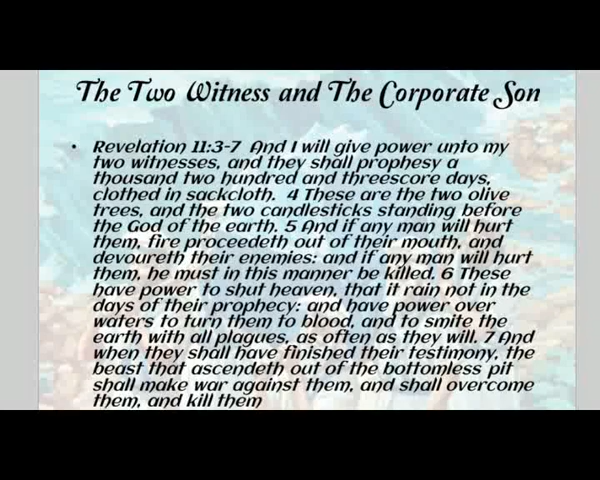 The Two Witness and The Corporate Son
• Revelation 11:3-7 And I will give power unto my
two witnesses, and they shall prophesy a
thousand two hundred and threescore days,
clothed in sackcloth. 4 These are the two olive
trees, and the two candlesticks standing before
the God of the earth. 5 And if any man will hurt
them, fire proceedeth out of their mouth, and
devoureth their enemies: and if any man will hurt
them, he must in this manner be killed. 6 These
have power to shut heaven, that it rain not in the
days of their prophecy: and have power over
waters to turn them to blood, and to smite the
earth with all plagues, as often as they will. 7 And
when they shall have finished their testimony, the
beast that ascendeth out of the bottomless pit
shall make war against them, and shall overcome
them, and kill them